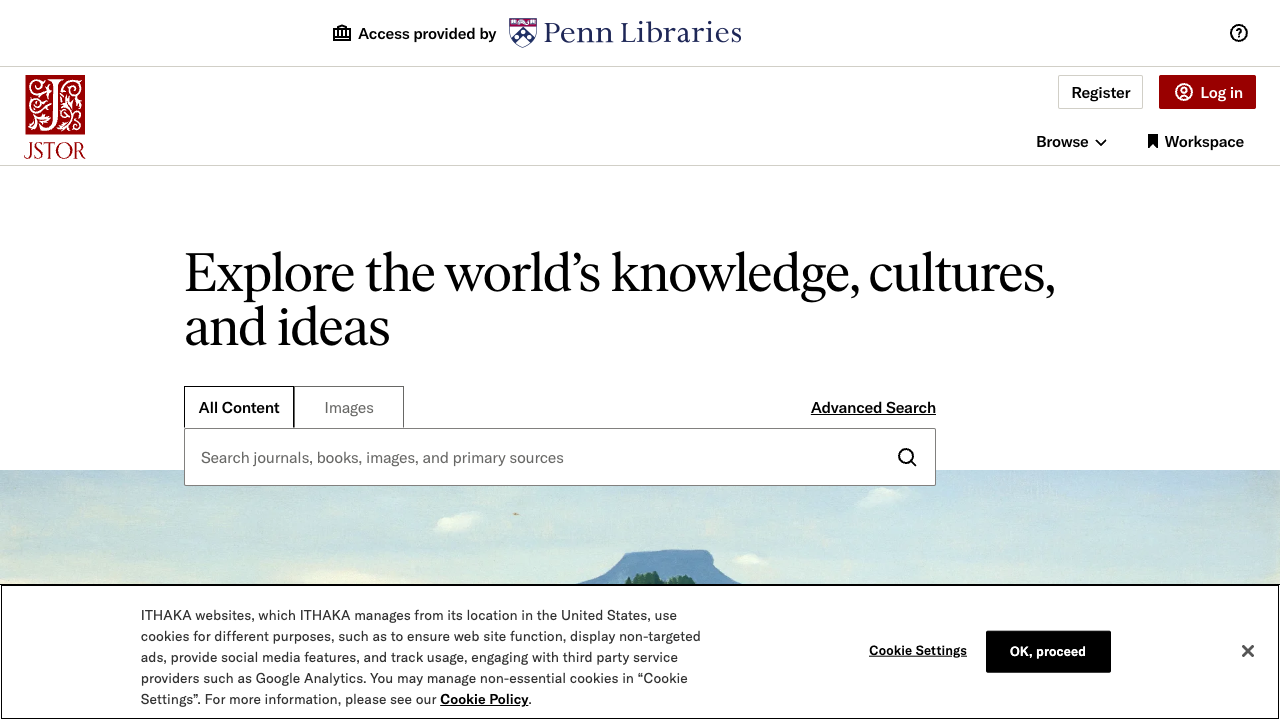 Access provided by Penn Libraries
Register
Log in
JSTOR
Browse
Workspace
Explore the world’s knowledge, cultures,
and ideas
All Content
Images
Advanced Search
Search journals, books, images, and primary sources
ITHAKA websites, which ITHAKA manages from its location in the United States, use
cookies for different purposes, such as to ensure web site function, display non-targeted
ads, provide social media features, and track usage, engaging with third party service
providers such as Google Analytics. You may manage non-essential cookies in “Cookie
Settings”. For more information, please see our Cookie Policy.
Cookie Settings
OK, proceed